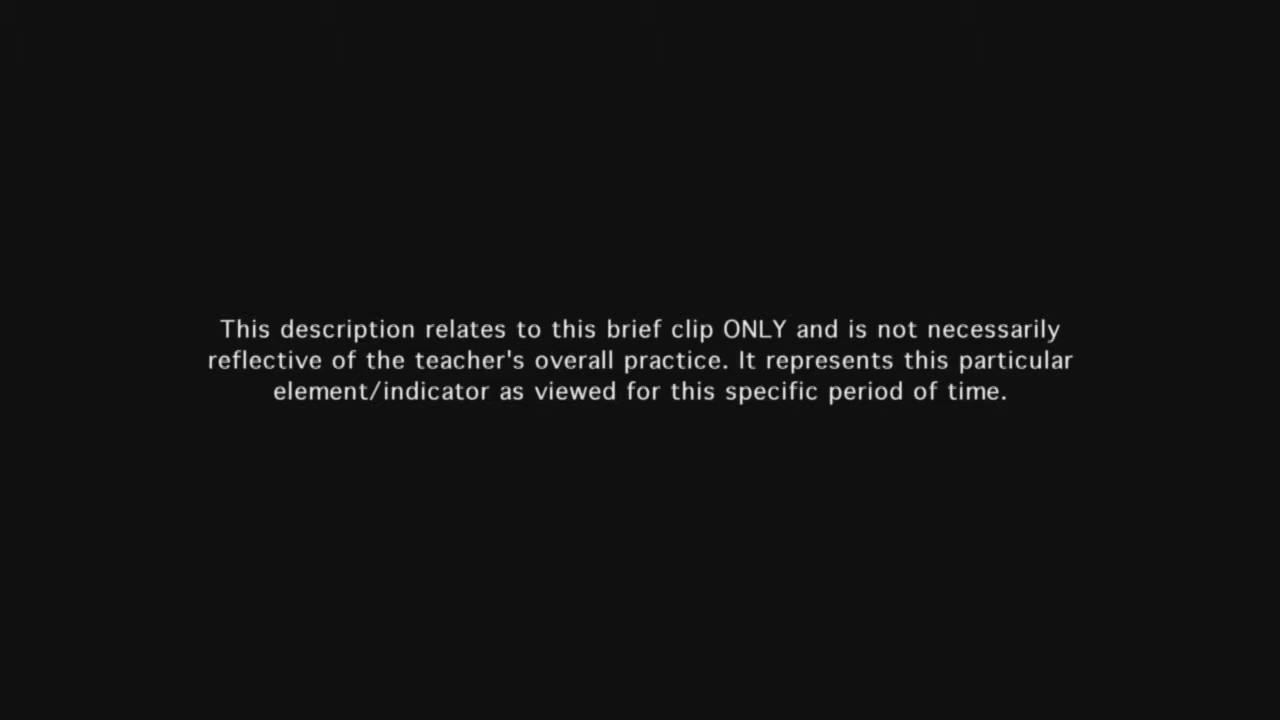 This description relates to this brief clip ONLY and is not necessarily
reflective of the teacher's overall practice. It represents this particular
element/indicator as viewed for this specific period of time.